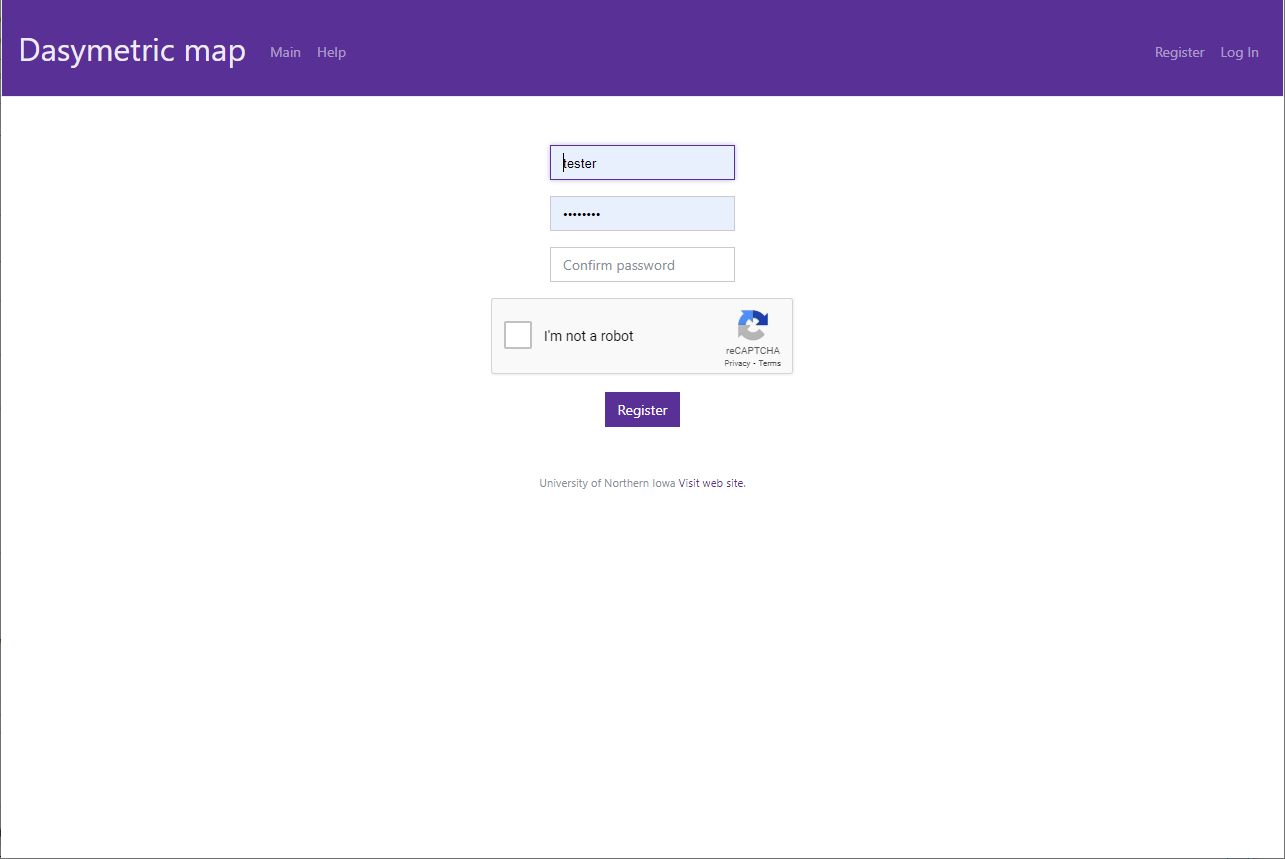 Dasymetric map Main Help Register Log In
tester
••••••••
Confirm password
I'm not a robot
reCAPTCHA
Privacy - Terms
Register
University of Northern Iowa Visit web site.